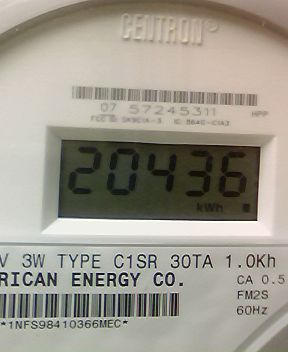 CENTRON®
07 57245311 HPP
20436
kWh
V 3W TYPE C1SR 30TA 1.0Kh
RICAN ENERGY CO. CA 0.5
FM2S
60Hz
*1NFS98410366MEC*